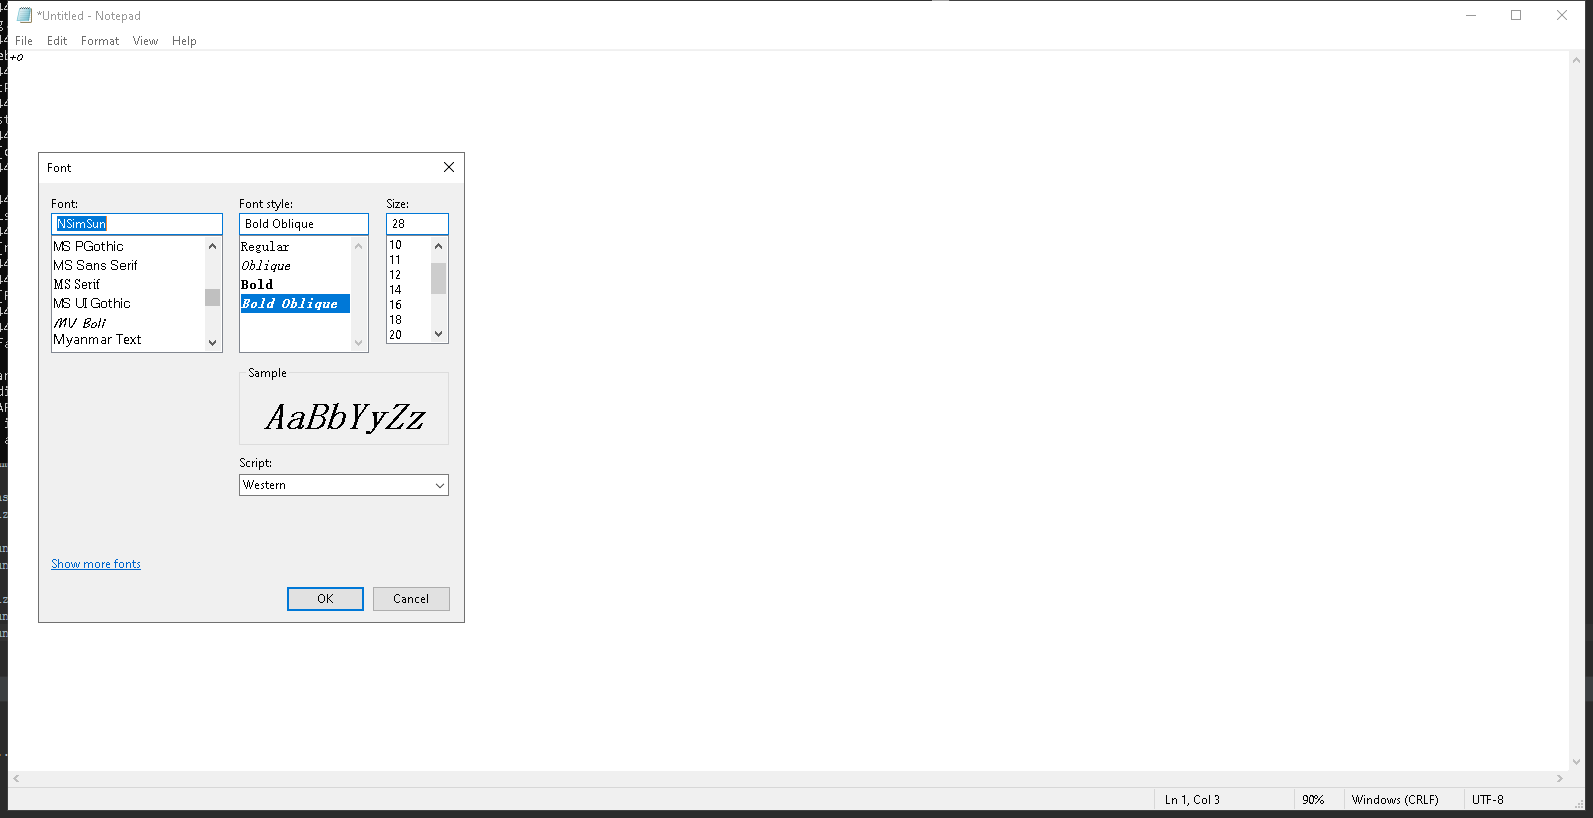 *Untitled - Notepad
File Edit Format View Help
+o
Font
Font: Font style: Size:
NSimSun Bold Oblique 28
MS PGothic
MS Sans Serif
MS Serif
MS UI Gothic
MV Boli
Myanmar Text
Regular
Oblique
Bold
Bold Oblique
10
11
12
14
16
18
20
Sample
AaBbYyZz
Script:
Western
Show more fonts
OK Cancel
Ln 1, Col 3 90% Windows (CRLF) UTF-8